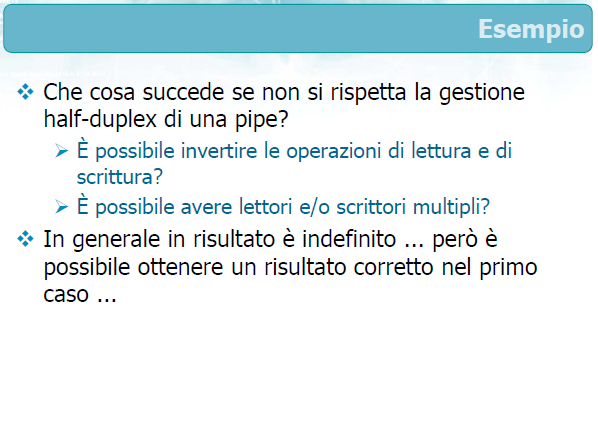 Esempio
Che cosa succede se non si rispetta la gestione
half-duplex di una pipe?
È possibile invertire le operazioni di lettura e di
scrittura?
È possibile avere lettori e/o scrittori multipli?
In generale in risultato è indefinito ... però è
possibile ottenere un risultato corretto nel primo
caso ...